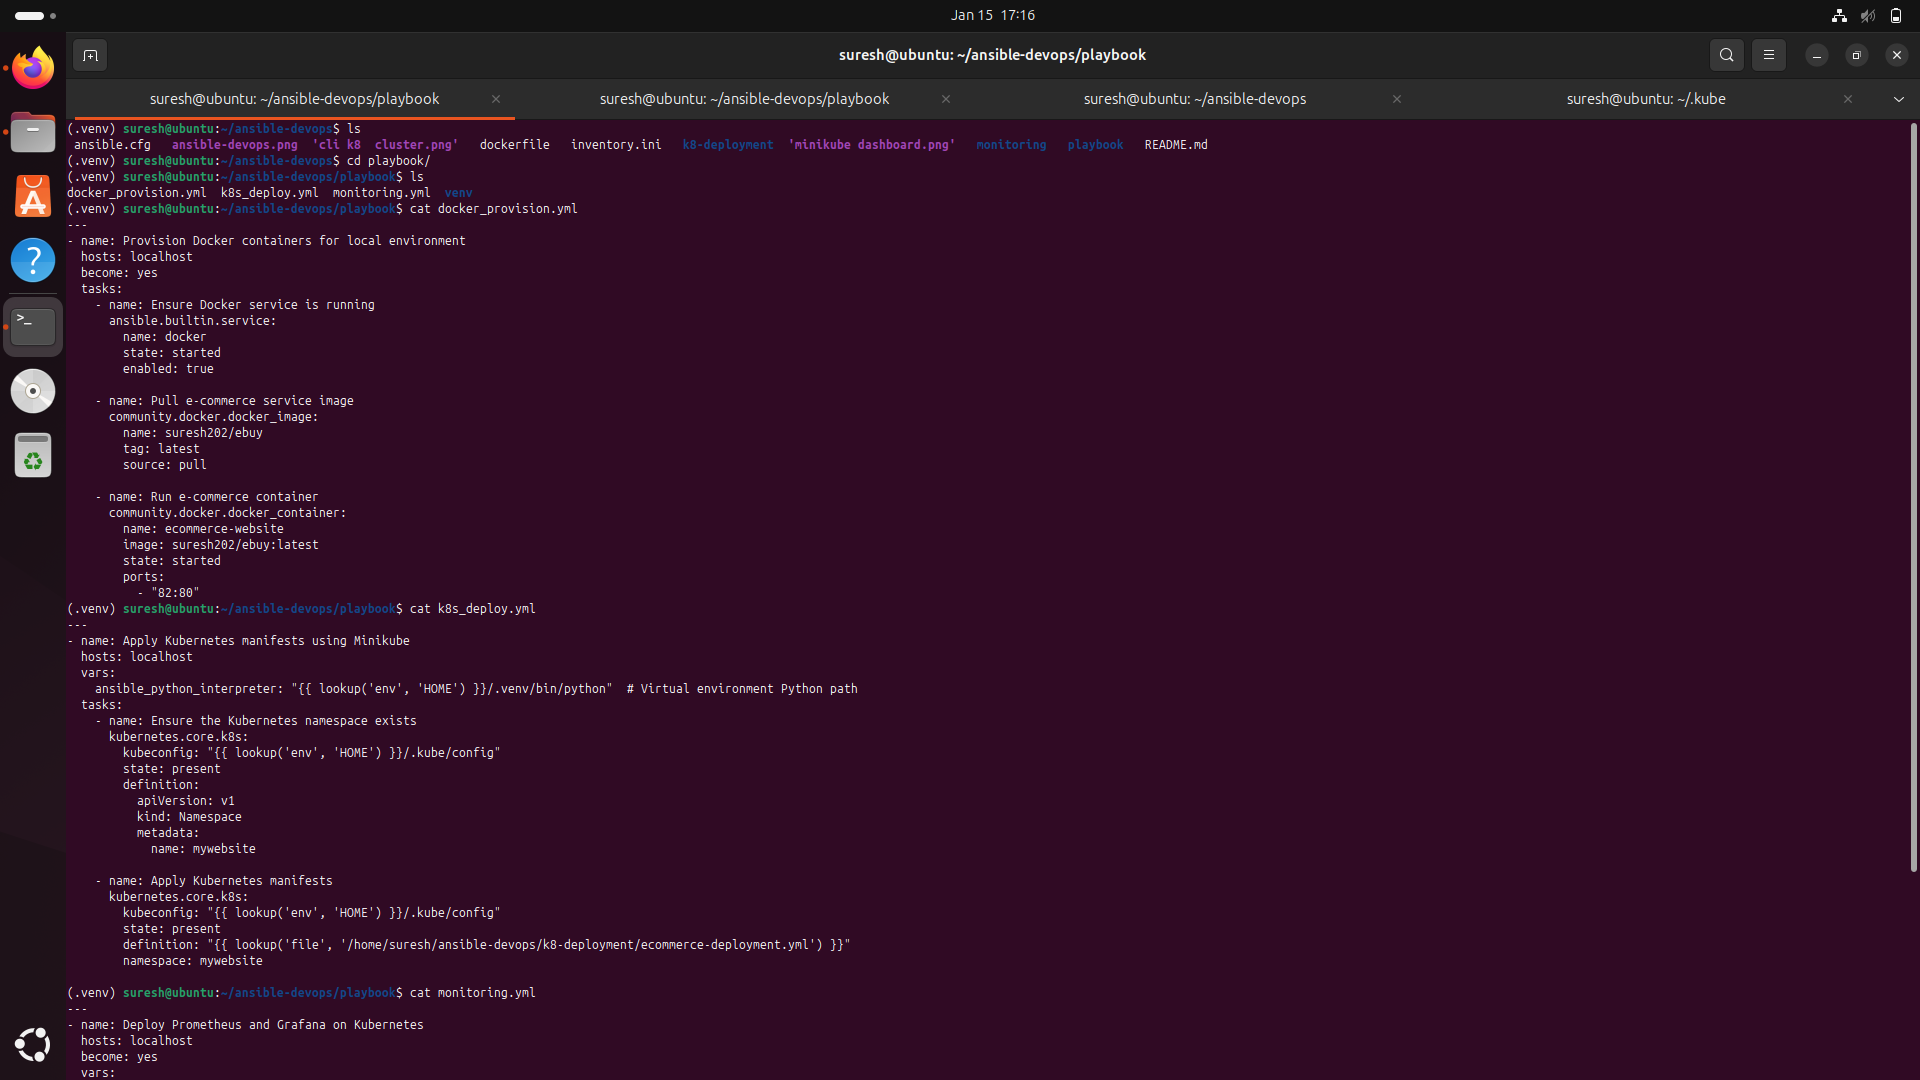 Jan 15 17:16
suresh@ubuntu: ~/ansible-devops/playbook
suresh@ubuntu: ~/ansible-devops/playbook suresh@ubuntu: ~/ansible-devops/playbook suresh@ubuntu: ~/ansible-devops suresh@ubuntu: ~/.kube
(.venv) suresh@ubuntu:~/ansible-devops$ ls
 ansible.cfg   ansible-devops.png  'cli k8  cluster.png'   dockerfile   inventory.ini   k8-deployment  'minikube dashboard.png'   monitoring   playbook   README.md
(.venv) suresh@ubuntu:~/ansible-devops$ cd playbook/
(.venv) suresh@ubuntu:~/ansible-devops/playbook$ ls
docker_provision.yml  k8s_deploy.yml  monitoring.yml  venv
(.venv) suresh@ubuntu:~/ansible-devops/playbook$ cat docker_provision.yml
---
- name: Provision Docker containers for local environment
  hosts: localhost
  become: yes
  tasks:
    - name: Ensure Docker service is running
      ansible.builtin.service:
        name: docker
        state: started
        enabled: true

    - name: Pull e-commerce service image
      community.docker.docker_image:
        name: suresh202/ebuy
        tag: latest
        source: pull

    - name: Run e-commerce container
      community.docker.docker_container:
        name: ecommerce-website
        image: suresh202/ebuy:latest
        state: started
        ports:
          - "82:80"
(.venv) suresh@ubuntu:~/ansible-devops/playbook$ cat k8s_deploy.yml
---
- name: Apply Kubernetes manifests using Minikube
  hosts: localhost
  vars:
    ansible_python_interpreter: "{{ lookup('env', 'HOME') }}/.venv/bin/python"  # Virtual environment Python path
  tasks:
    - name: Ensure the Kubernetes namespace exists
      kubernetes.core.k8s:
        kubeconfig: "{{ lookup('env', 'HOME') }}/.kube/config"
        state: present
        definition:
          apiVersion: v1
          kind: Namespace
          metadata:
            name: mywebsite

    - name: Apply Kubernetes manifests
      kubernetes.core.k8s:
        kubeconfig: "{{ lookup('env', 'HOME') }}/.kube/config"
        state: present
        definition: "{{ lookup('file', '/home/suresh/ansible-devops/k8-deployment/ecommerce-deployment.yml') }}"
        namespace: mywebsite

(.venv) suresh@ubuntu:~/ansible-devops/playbook$ cat monitoring.yml
---
- name: Deploy Prometheus and Grafana on Kubernetes
  hosts: localhost
  become: yes
  vars: